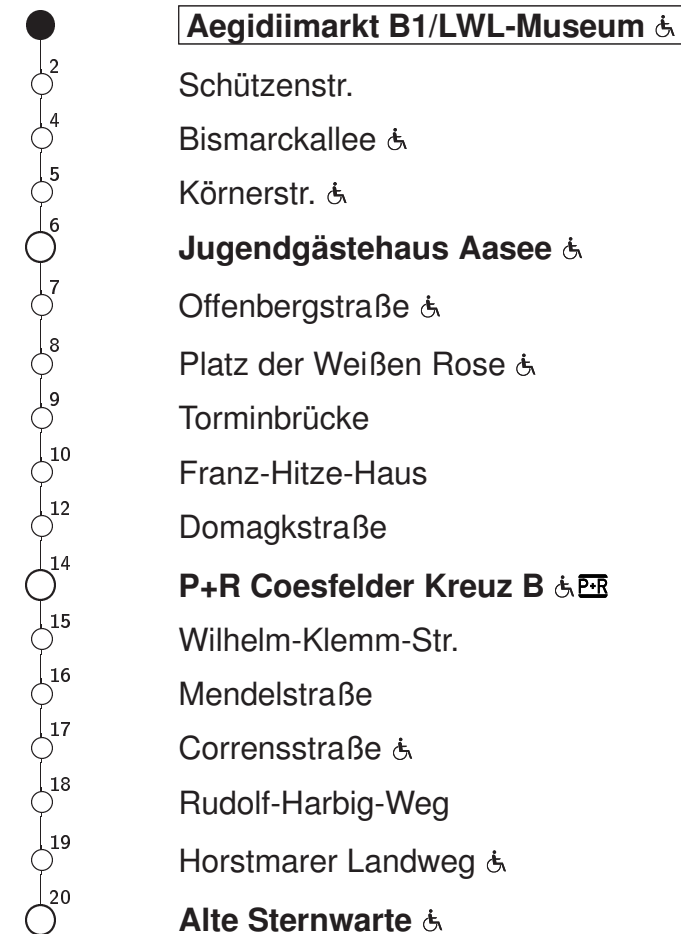 Aegidiimarkt B1/LWL-Museum
2 Schützenstr.
4 Bismarckallee
5 Körnerstr.
6 Jugendgästehaus Aasee
7 Offenbergstraße
8 Platz der Weißen Rose
9 Torminbrücke
10 Franz-Hitze-Haus
12 Domagkstraße
14 P+R Coesfelder Kreuz B P+R
15 Wilhelm-Klemm-Str.
16 Mendelstraße
17 Corrensstraße
18 Rudolf-Harbig-Weg
19 Horstmarer Landweg
20 Alte Sternwarte